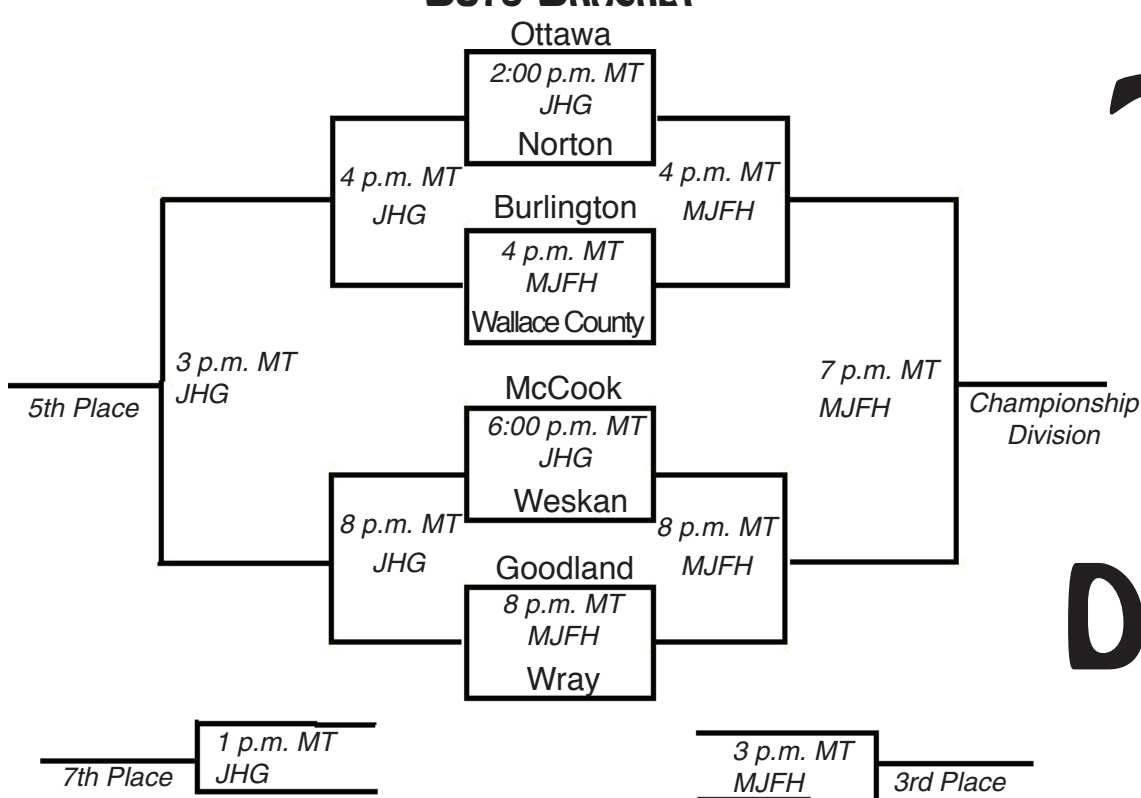 Ottawa
2:00 p.m. MT
JHG
Norton
4 p.m. MT
JHG
4 p.m. MT
MJFH
Burlington
4 p.m. MT
MJFH
Wallace County
3 p.m. MT
JHG
5th Place
7 p.m. MT
MJFH
Championship
Division
McCook
6:00 p.m. MT
JHG
Weskan
8 p.m. MT
JHG
8 p.m. MT
MJFH
Goodland
8 p.m. MT
MJFH
Wray
1 p.m. MT
JHG
7th Place
3 p.m. MT
MJFH
3rd Place